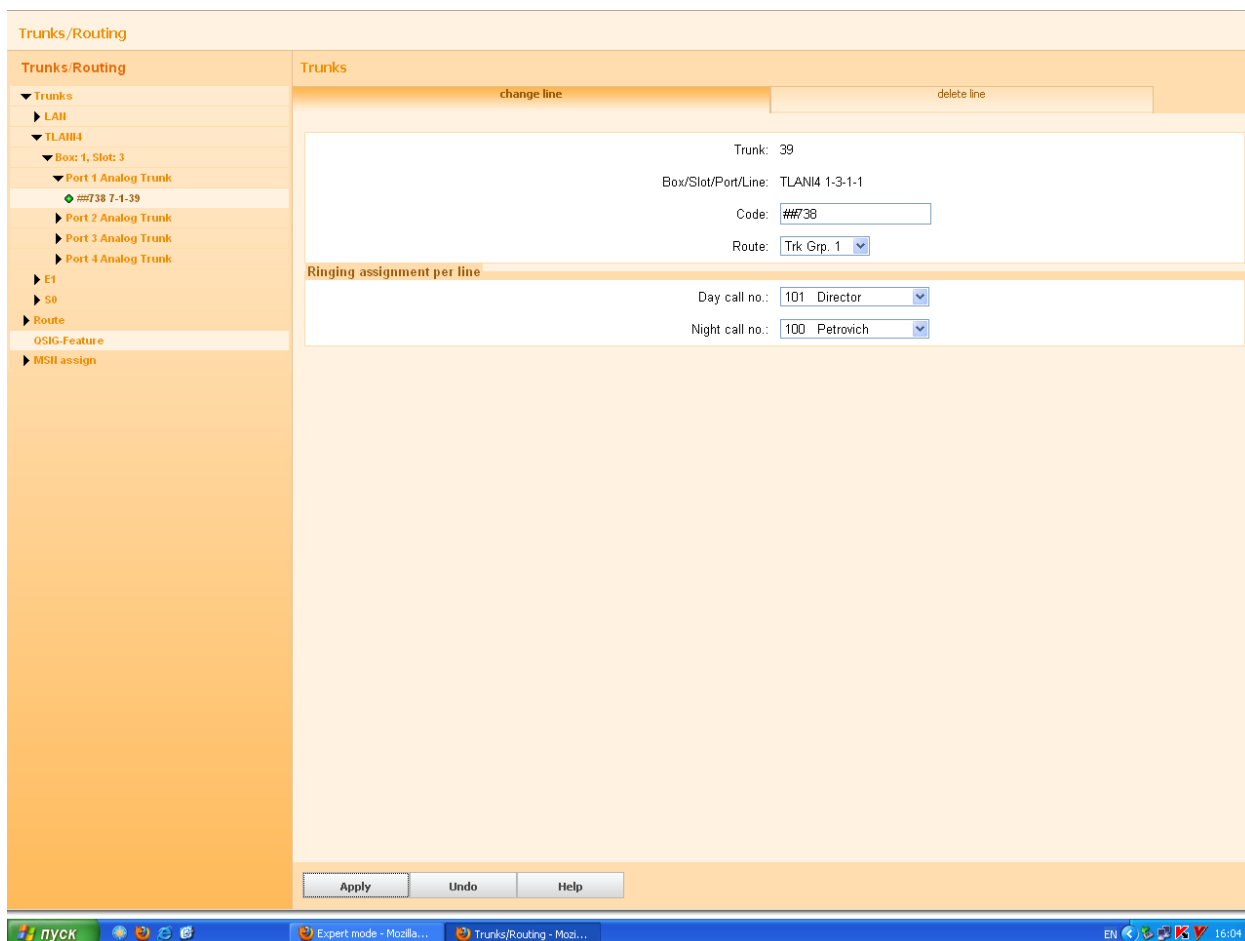 Trunks/Routing
Trunks/Routing
Trunks
LAN
TLANI4
Box: 1, Slot: 3
Port 1 Analog Trunk
##738 7-1-39
Port 2 Analog Trunk
Port 3 Analog Trunk
Port 4 Analog Trunk
E1
S0
Route
QSIG-Feature
MSN assign
Trunks
change line
delete line
Trunk: 39
Box/Slot/Port/Line: TLANI4 1-3-1-1
Code: ##738
Route: Trk Grp. 1
Ringing assignment per line
Day call no.: 101 Director
Night call no.: 100 Petrovich
Apply Undo Help
пуск Expert mode - Mozilla... Trunks/Routing - Mozi... EN 16:04